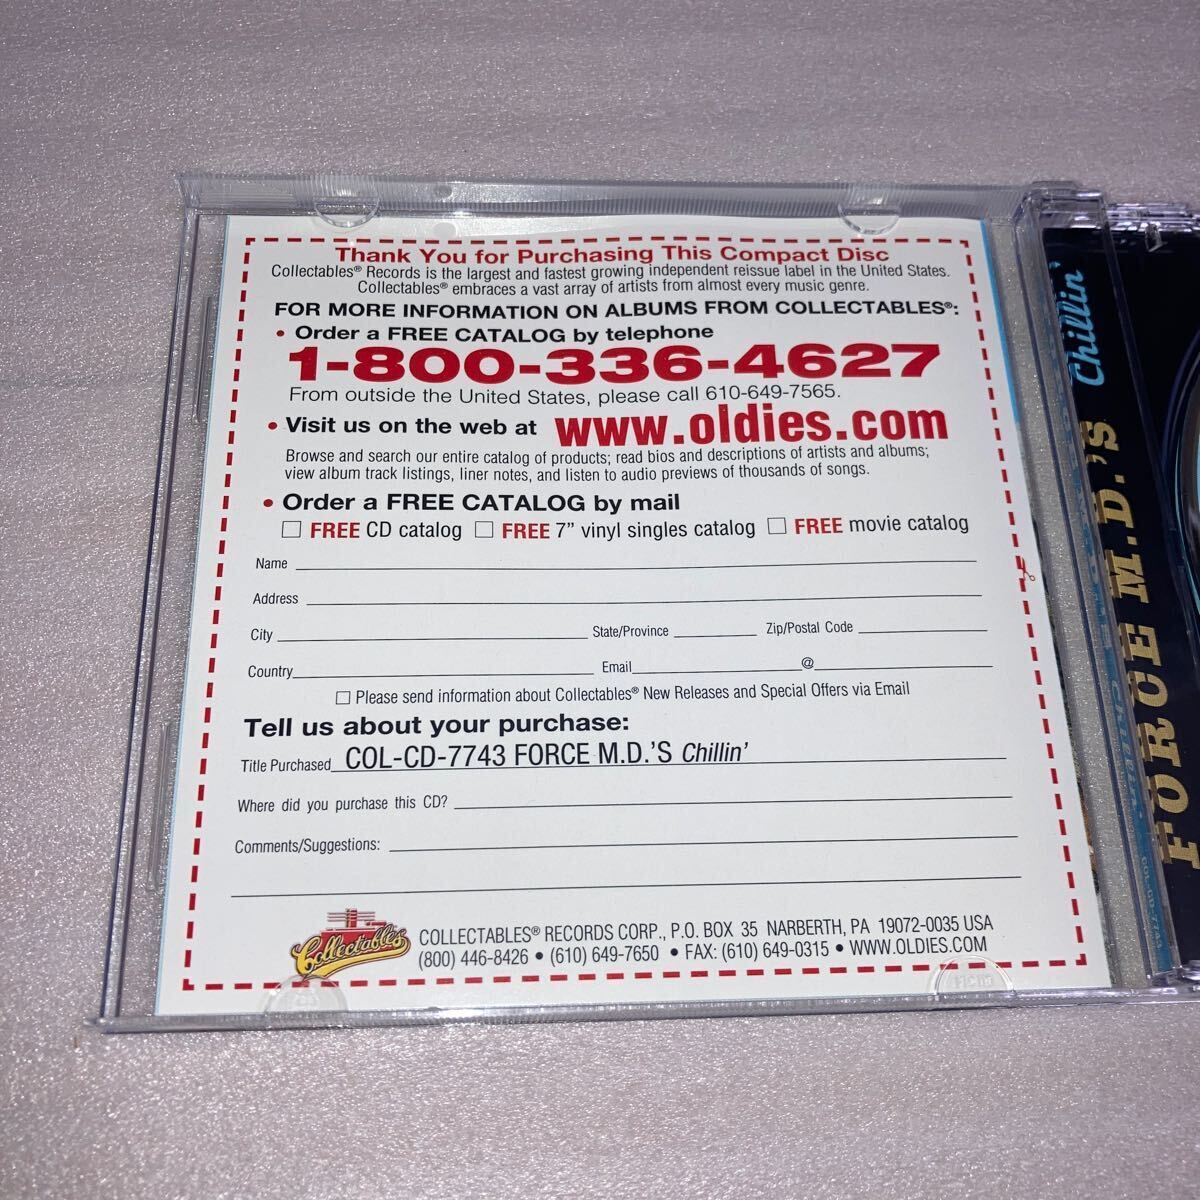 Thank You for Purchasing This Compact Disc
Collectables® Records is the largest and fastest growing independent reissue label in the United States.
Collectables® embraces a vast array of artists from almost every music genre.
FOR MORE INFORMATION ON ALBUMS FROM COLLECTABLES®:
• Order a FREE CATALOG by telephone
1-800-336-4627
From outside the United States, please call 610-649-7565.
• Visit us on the web at www.oldies.com
Browse and search our entire catalog of products; read bios and descriptions of artists and albums;
view album track listings, liner notes, and listen to audio previews of thousands of songs.
• Order a FREE CATALOG by mail
☐ FREE CD catalog ☐ FREE 7” vinyl singles catalog ☐ FREE movie catalog
Name
Address
City State/Province Zip/Postal Code
Country Email @
☐ Please send information about Collectables® New Releases and Special Offers via Email
Tell us about your purchase:
Title Purchased COL-CD-7743 FORCE M.D.'S Chillin'
Where did you purchase this CD?
Comments/Suggestions:
Collectables
COLLECTABLES® RECORDS CORP., P.O. BOX 35 NARBERTH, PA 19072-0035 USA
(800) 446-8426 • (610) 649-7650 • FAX: (610) 649-0315 • WWW.OLDIES.COM
FORCE M.D.'S Chillin'